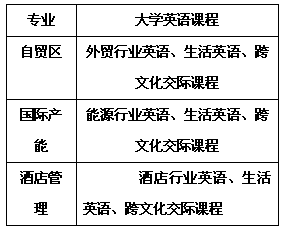 专业 大学英语课程
自贸区 外贸行业英语、生活英语、跨
文化交际课程
国际产 能源行业英语、生活英语、跨
能 文化交际课程
酒店管 酒店行业英语、生活
理 英语、跨文化交际课程